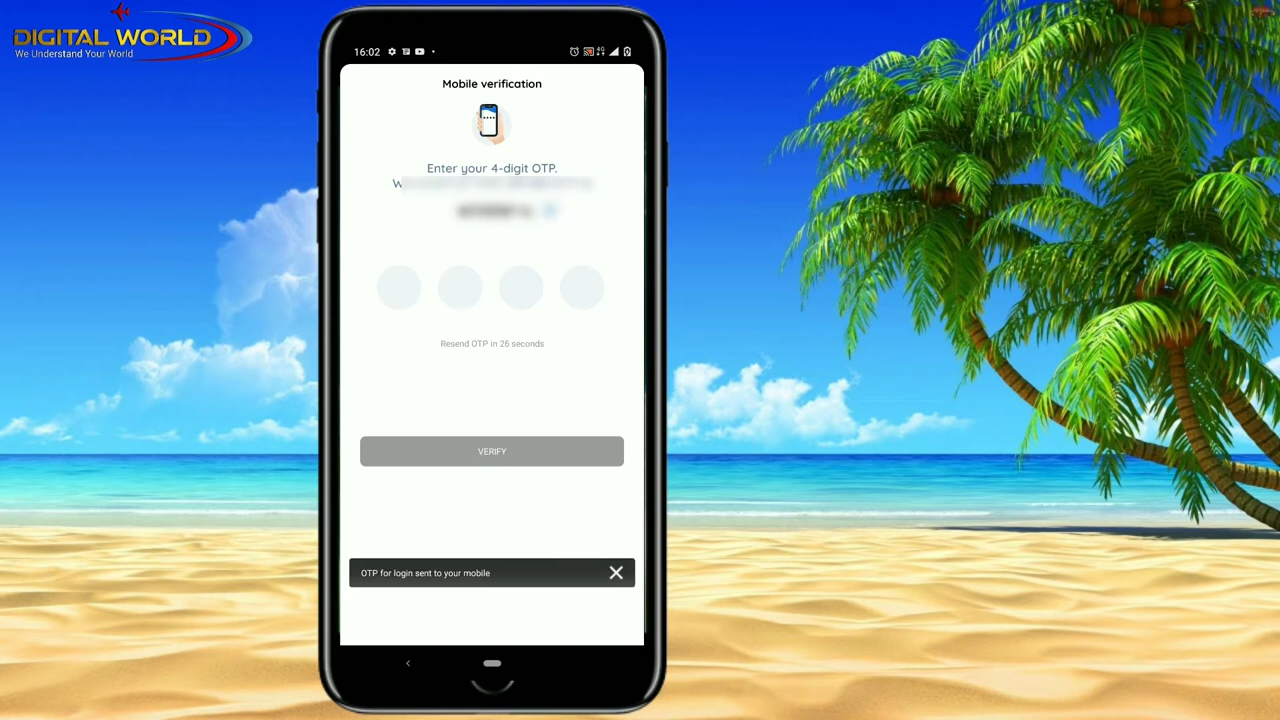 DIGITAL WORLD
We Understand Your World
16:02
4G
Mobile verification
Enter your 4-digit OTP.
Resend OTP in 26 seconds
VERIFY
OTP for login sent to your mobile